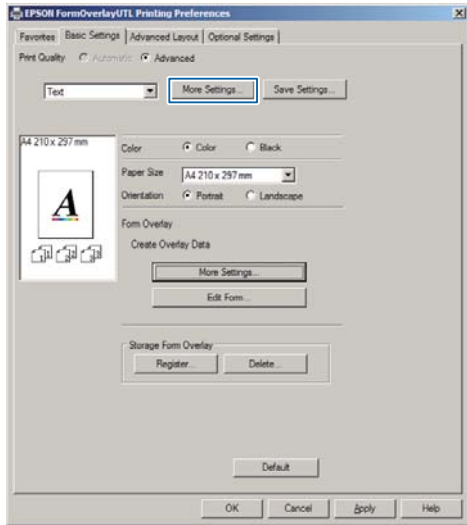 EPSON FormOverlayUTL Printing Preferences
Favorites Basic Settings Advanced Layout Optional Settings
Print Quality Automatic Advanced
Text More Settings... Save Settings...
A4 210 x 297 mm
Color Color Black
Paper Size A4 210 x 297 mm
Orientation Portrait Landscape
A
Form Overlay
Create Overlay Data
More Settings...
Edit Form...
Storage Form Overlay
Register... Delete...
Default
OK Cancel Apply Help